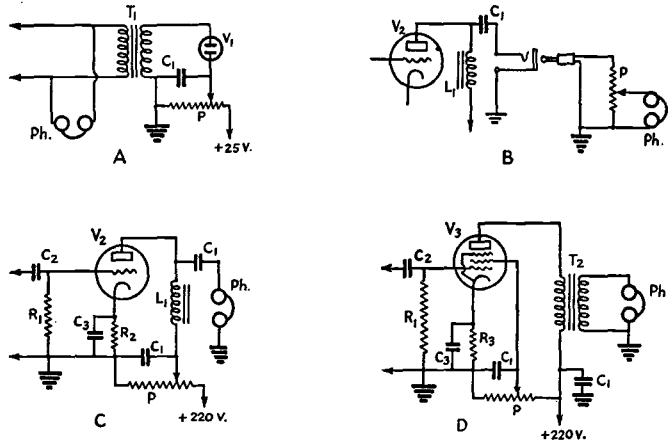 T1
V1
C1
Ph.
P
+25 V.
A
V2
C1
L1
P
Ph.
B
V2
C2
C1
Ph.
L1
R1
C3
R2
C1
P
+220 V.
C
V3
C2
T2
Ph
R1
R3
C3
C1
C1
P
+220 V.
D